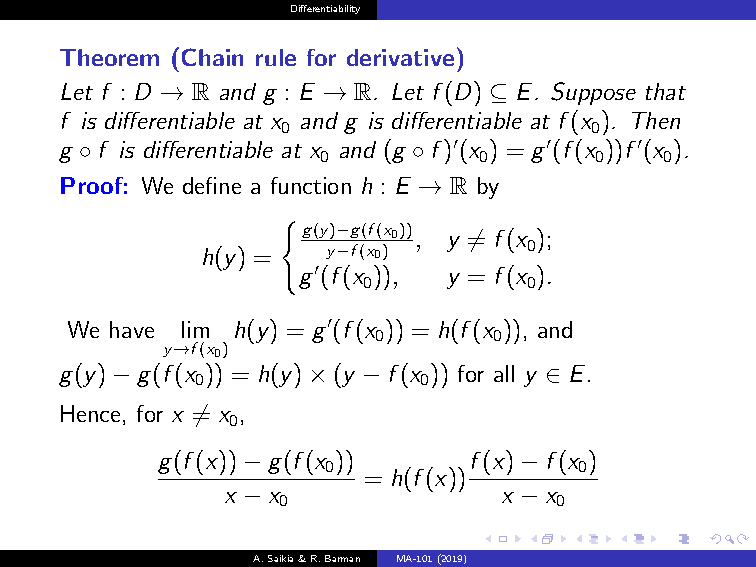 Differentiability
Theorem (Chain rule for derivative)
Let f : D → ℝ and g : E → ℝ. Let f(D) ⊆ E. Suppose that
f is differentiable at x₀ and g is differentiable at f(x₀). Then
g ∘ f is differentiable at x₀ and (g ∘ f)′(x₀) = g′(f(x₀))f′(x₀).
Proof: We define a function h : E → ℝ by
h(y) = { (g(y)−g(f(x₀)))/(y−f(x₀)), y ≠ f(x₀);
g′(f(x₀)), y = f(x₀).
We have lim_{y→f(x₀)} h(y) = g′(f(x₀)) = h(f(x₀)), and
g(y) − g(f(x₀)) = h(y) × (y − f(x₀)) for all y ∈ E.
Hence, for x ≠ x₀,
(g(f(x)) − g(f(x₀)))/(x − x₀) = h(f(x)) (f(x) − f(x₀))/(x − x₀)
A. Saikia & R. Barman MA-101 (2019)